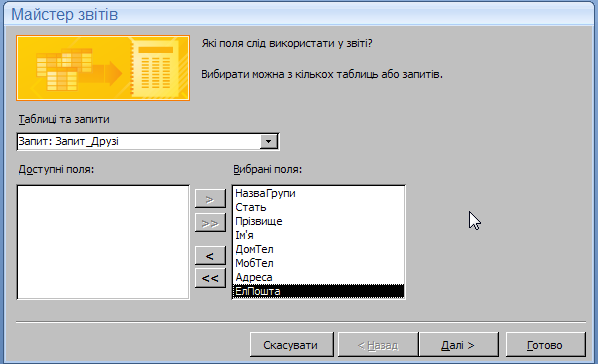 Майстер звітів
Які поля слід використати у звіті?
Вибирати можна з кількох таблиць або запитів.
Таблиці та запити
Запит: Запит_Друзі
Доступні поля:
Вибрані поля:
>
>>
<
<<
НазваГрупи
Стать
Прізвище
Ім'я
ДомТел
МобТел
Адреса
ЕлПошта
Скасувати
< Назад
Далі >
Готово